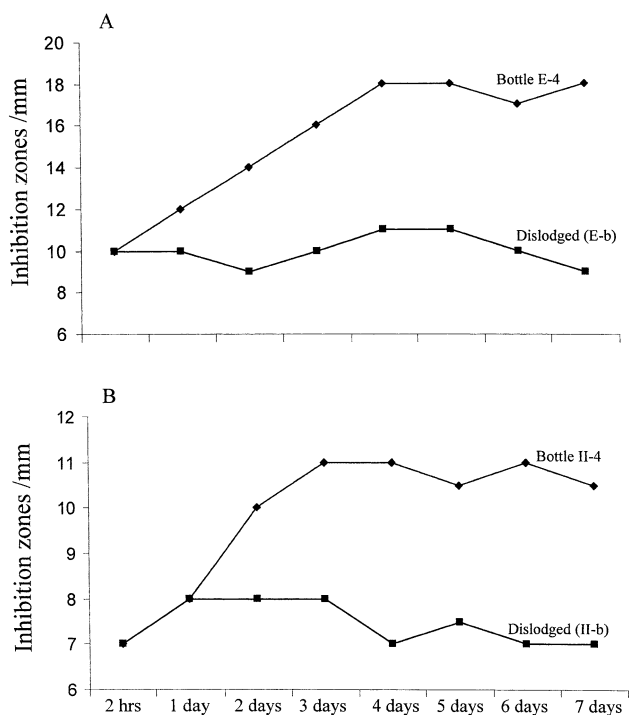 A
20
18
16
14
12
10
8
6
Inhibition zones /mm
Bottle E-4
Dislodged (E-b)
B
12
11
10
9
8
7
6
Inhibition zones /mm
Bottle II-4
Dislodged (II-b)
2 hrs 1 day 2 days 3 days 4 days 5 days 6 days 7 days